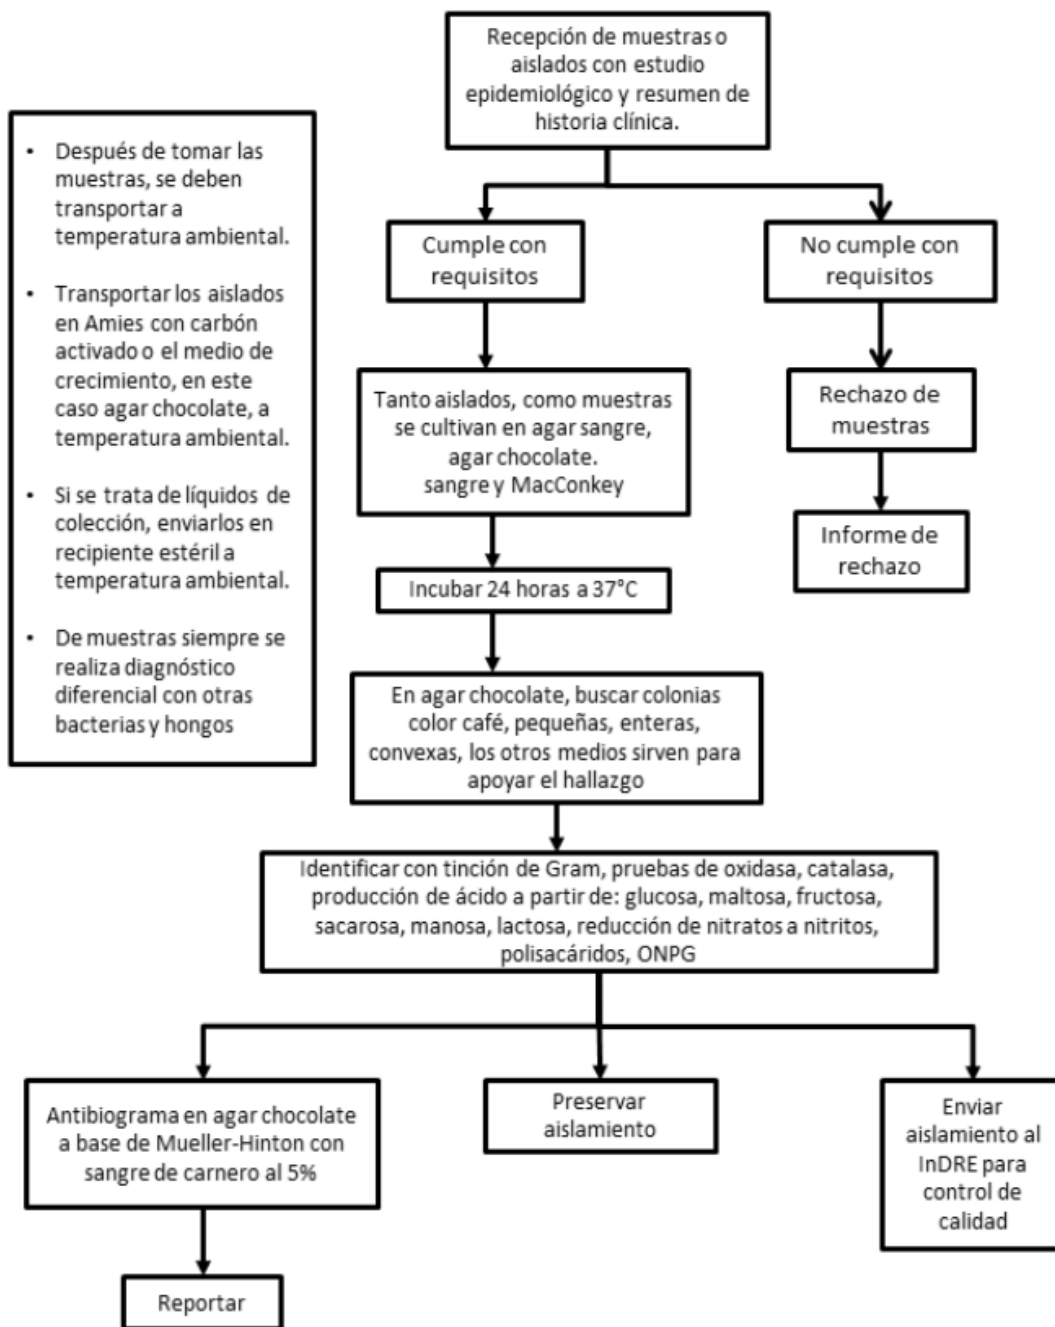 Recepción de muestras o
aislados con estudio
epidemiológico y resumen de
historia clínica.
• Después de tomar las
muestras, se deben
transportar a
temperatura ambiental.
• Transportar los aislados
en Amies con carbón
activado o el medio de
crecimiento, en este
caso agar chocolate, a
temperatura ambiental.
• Si se trata de líquidos de
colección, enviarlos en
recipiente estéril a
temperatura ambiental.
• De muestras siempre se
realiza diagnóstico
diferencial con otras
bacterias y hongos
Cumple con
requisitos
No cumple con
requisitos
Tanto aislados, como muestras
se cultivan en agar sangre,
agar chocolate.
sangre y MacConkey
Rechazo de
muestras
Informe de
rechazo
Incubar 24 horas a 37°C
En agar chocolate, buscar colonias
color café, pequeñas, enteras,
convexas, los otros medios sirven para
apoyar el hallazgo
Identificar con tinción de Gram, pruebas de oxidasa, catalasa,
producción de ácido a partir de: glucosa, maltosa, fructosa,
sacarosa, manosa, lactosa, reducción de nitratos a nitritos,
polisacáridos, ONPG
Antibiograma en agar chocolate
a base de Mueller-Hinton con
sangre de carnero al 5%
Preservar
aislamiento
Enviar
aislamiento al
InDRE para
control de
calidad
Reportar